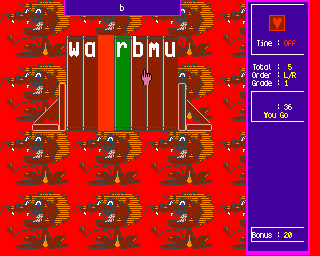 b
wa rbmu
Time : OFF
Total : 5
Order : L/R
Grade : 1
: 36
You Go
Bonus : 20